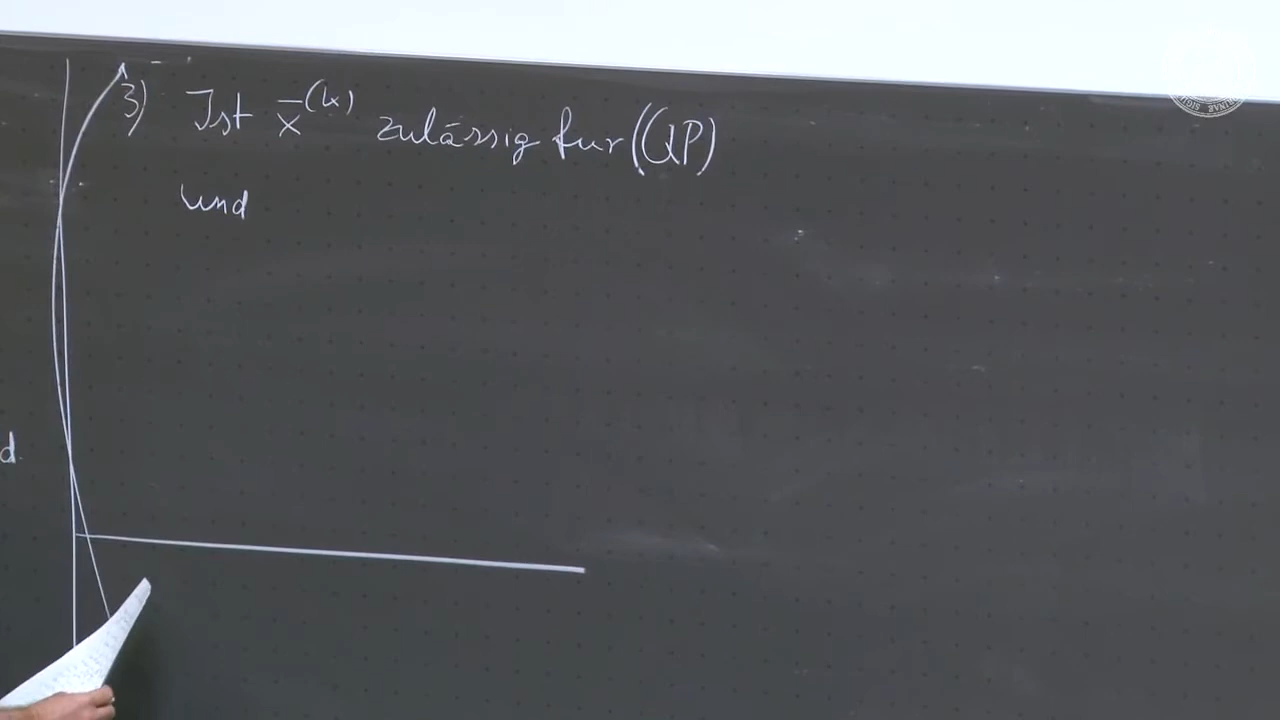 3) Ist x̄^(k) zulässig für (QP)
und
d.